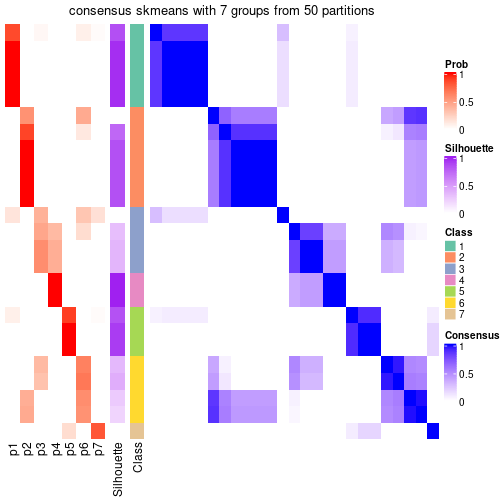 consensus skmeans with 7 groups from 50 partitions
Prob
1
0.5
0
Silhouette
1
0.5
0
Class
1
2
3
4
5
6
7
Consensus
1
0.5
0
p1
p2
p3
p4
p5
p6
p7
Silhouette
Class